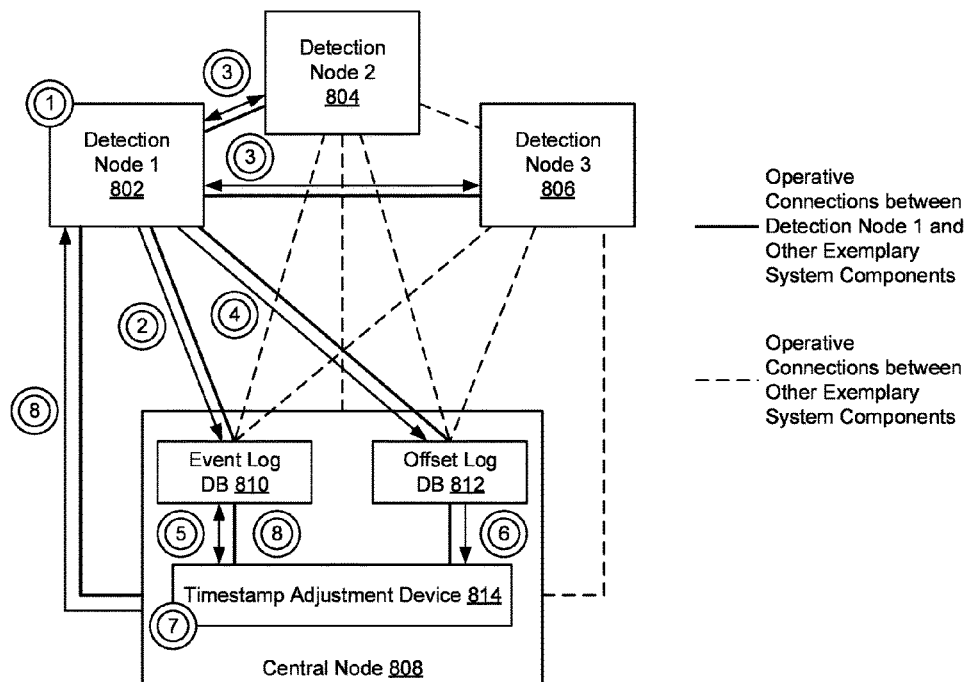 Detection
Node 2
804
3
1
Detection
Node 1
802
3
Detection
Node 3
806
Operative
Connections between
Detection Node 1 and
Other Exemplary
System Components
2
4
Operative
Connections between
Other Exemplary
System Components
8
Event Log
DB 810
Offset Log
DB 812
5
8
6
Timestamp Adjustment Device 814
7
Central Node 808